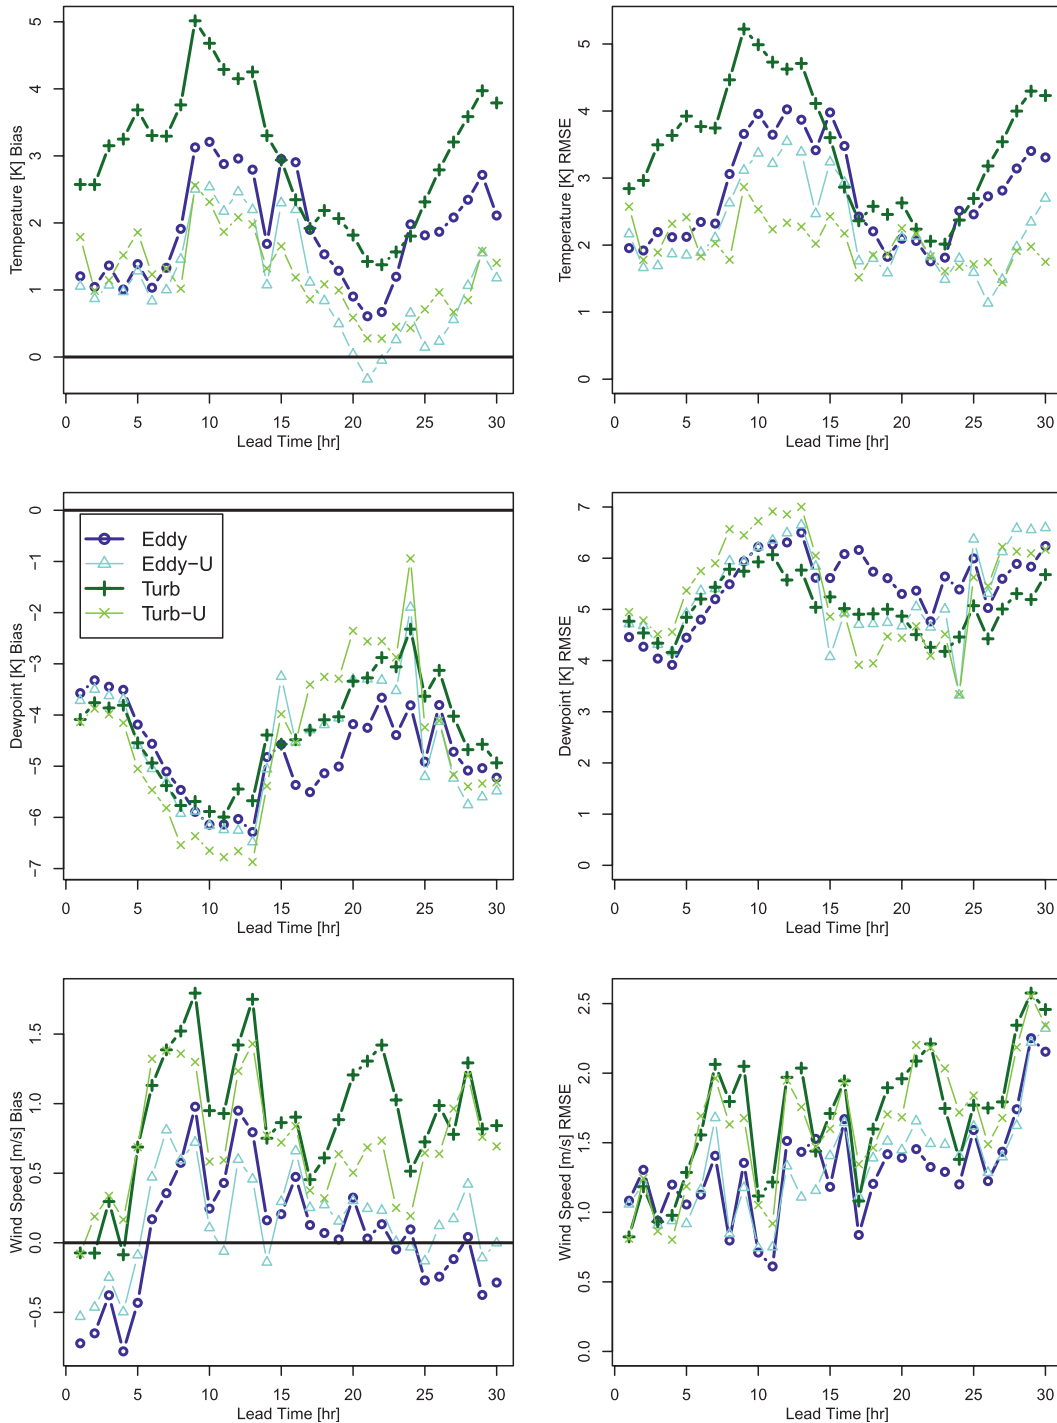 Temperature [K] Bias
5
4
3
2
1
0
0 5 10 15 20 25 30
Lead Time [hr]
Temperature [K] RMSE
5
4
3
2
1
0
0 5 10 15 20 25 30
Lead Time [hr]
Dewpoint [K] Bias
0
−1
−2
−3
−4
−5
−6
−7
Eddy
Eddy−U
Turb
Turb−U
0 5 10 15 20 25 30
Lead Time [hr]
Dewpoint [K] RMSE
7
6
5
4
3
2
1
0
0 5 10 15 20 25 30
Lead Time [hr]
Wind Speed [m/s] Bias
1.5
1.0
0.5
0.0
−0.5
0 5 10 15 20 25 30
Lead Time [hr]
Wind Speed [m/s] RMSE
2.5
2.0
1.5
1.0
0.5
0.0
0 5 10 15 20 25 30
Lead Time [hr]